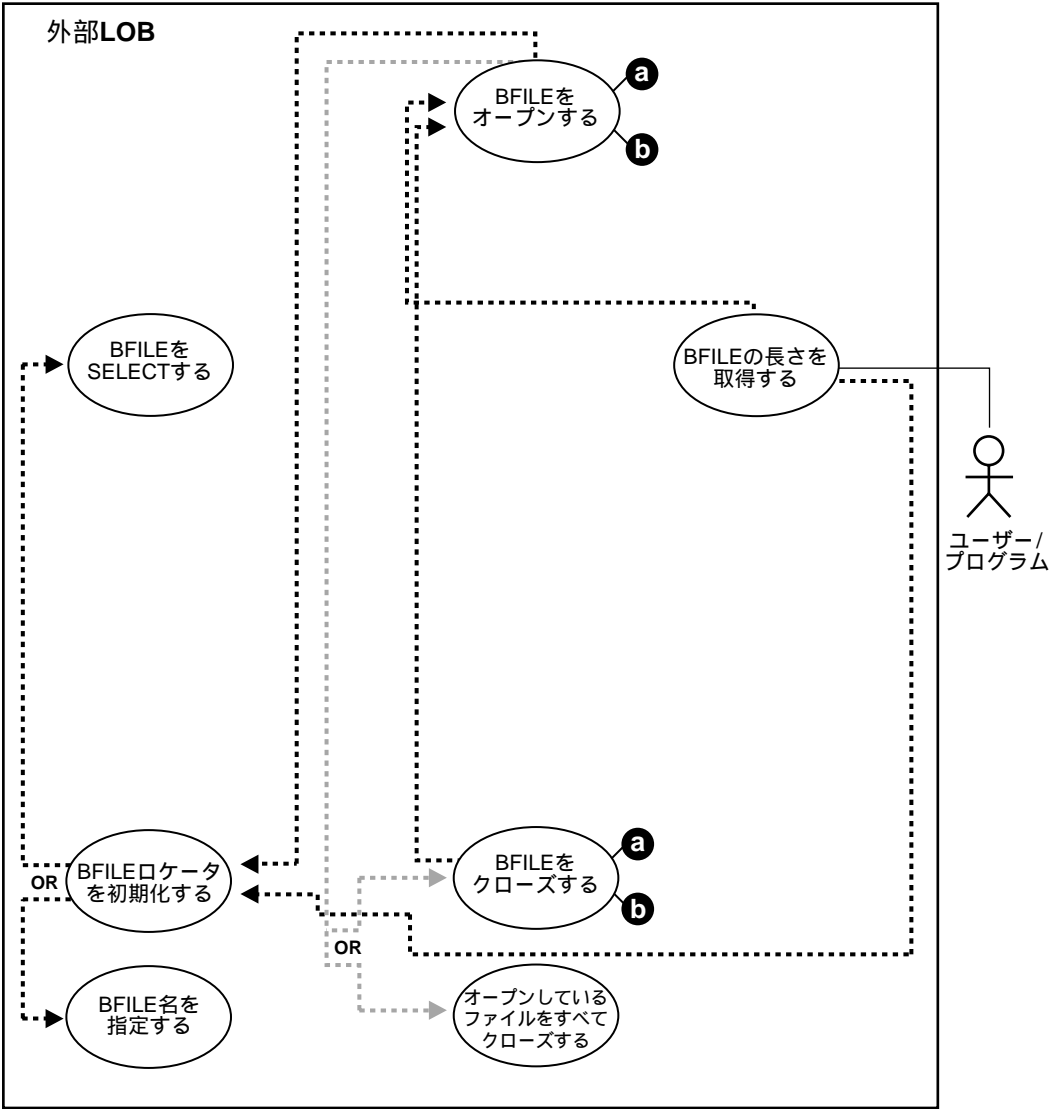 外部LOB
BFILEを
オープンする
a
b
BFILEを
SELECTする
BFILEの長さを
取得する
ユーザー/
プログラム
BFILEロケータ
を初期化する
OR
BFILEを
クローズする
a
b
OR
BFILE名を
指定する
オープンしている
ファイルをすべて
クローズする